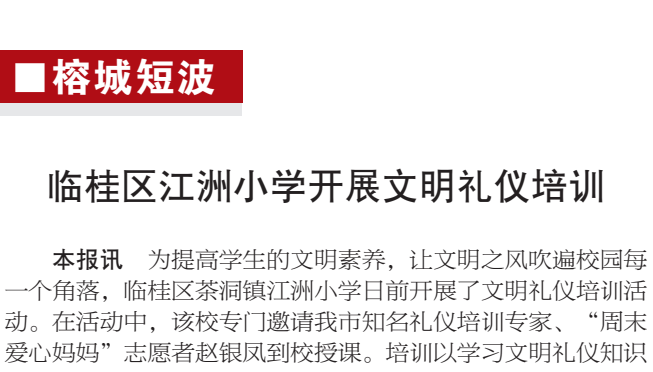 ■榕城短波
临桂区江洲小学开展文明礼仪培训
本报讯 为提高学生的文明素养，让文明之风吹遍校园每
一个角落，临桂区茶洞镇江洲小学日前开展了文明礼仪培训活
动。在活动中，该校专门邀请我市知名礼仪培训专家、“周末
爱心妈妈”志愿者赵银凤到校授课。培训以学习文明礼仪知识